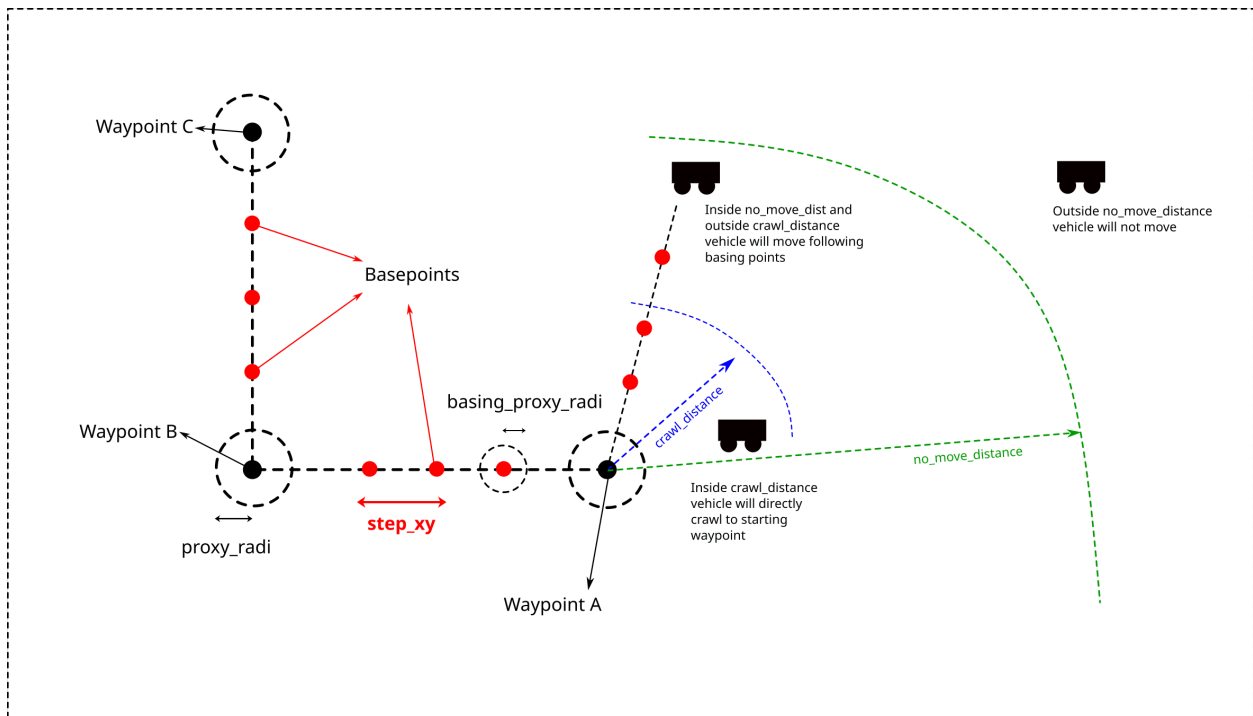 Waypoint C
Inside no_move_dist and
outside crawl_distance
vehicle will move following
basing points
Outside no_move_distance
vehicle will not move
Basepoints
basing_proxy_radi
crawl_distance
Waypoint B
no_move_distance
Inside crawl_distance
vehicle will directly
crawl to starting
waypoint
step_xy
proxy_radi
Waypoint A